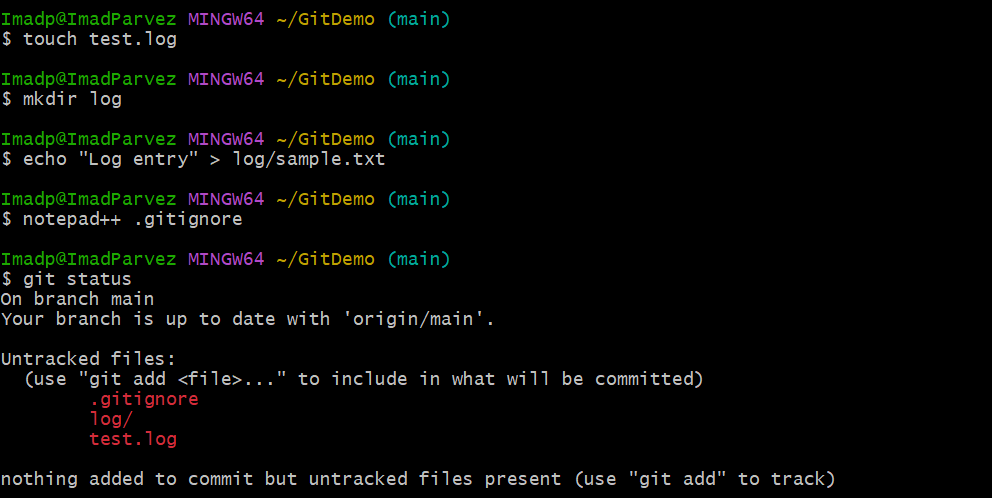 Imadp@ImadParvez MINGW64 ~/GitDemo (main)
$ touch test.log
Imadp@ImadParvez MINGW64 ~/GitDemo (main)
$ mkdir log
Imadp@ImadParvez MINGW64 ~/GitDemo (main)
$ echo "Log entry" > log/sample.txt
Imadp@ImadParvez MINGW64 ~/GitDemo (main)
$ notepad++ .gitignore
Imadp@ImadParvez MINGW64 ~/GitDemo (main)
$ git status
On branch main
Your branch is up to date with 'origin/main'.
Untracked files:
  (use "git add <file>..." to include in what will be committed)
        .gitignore
        log/
        test.log
nothing added to commit but untracked files present (use "git add" to track)